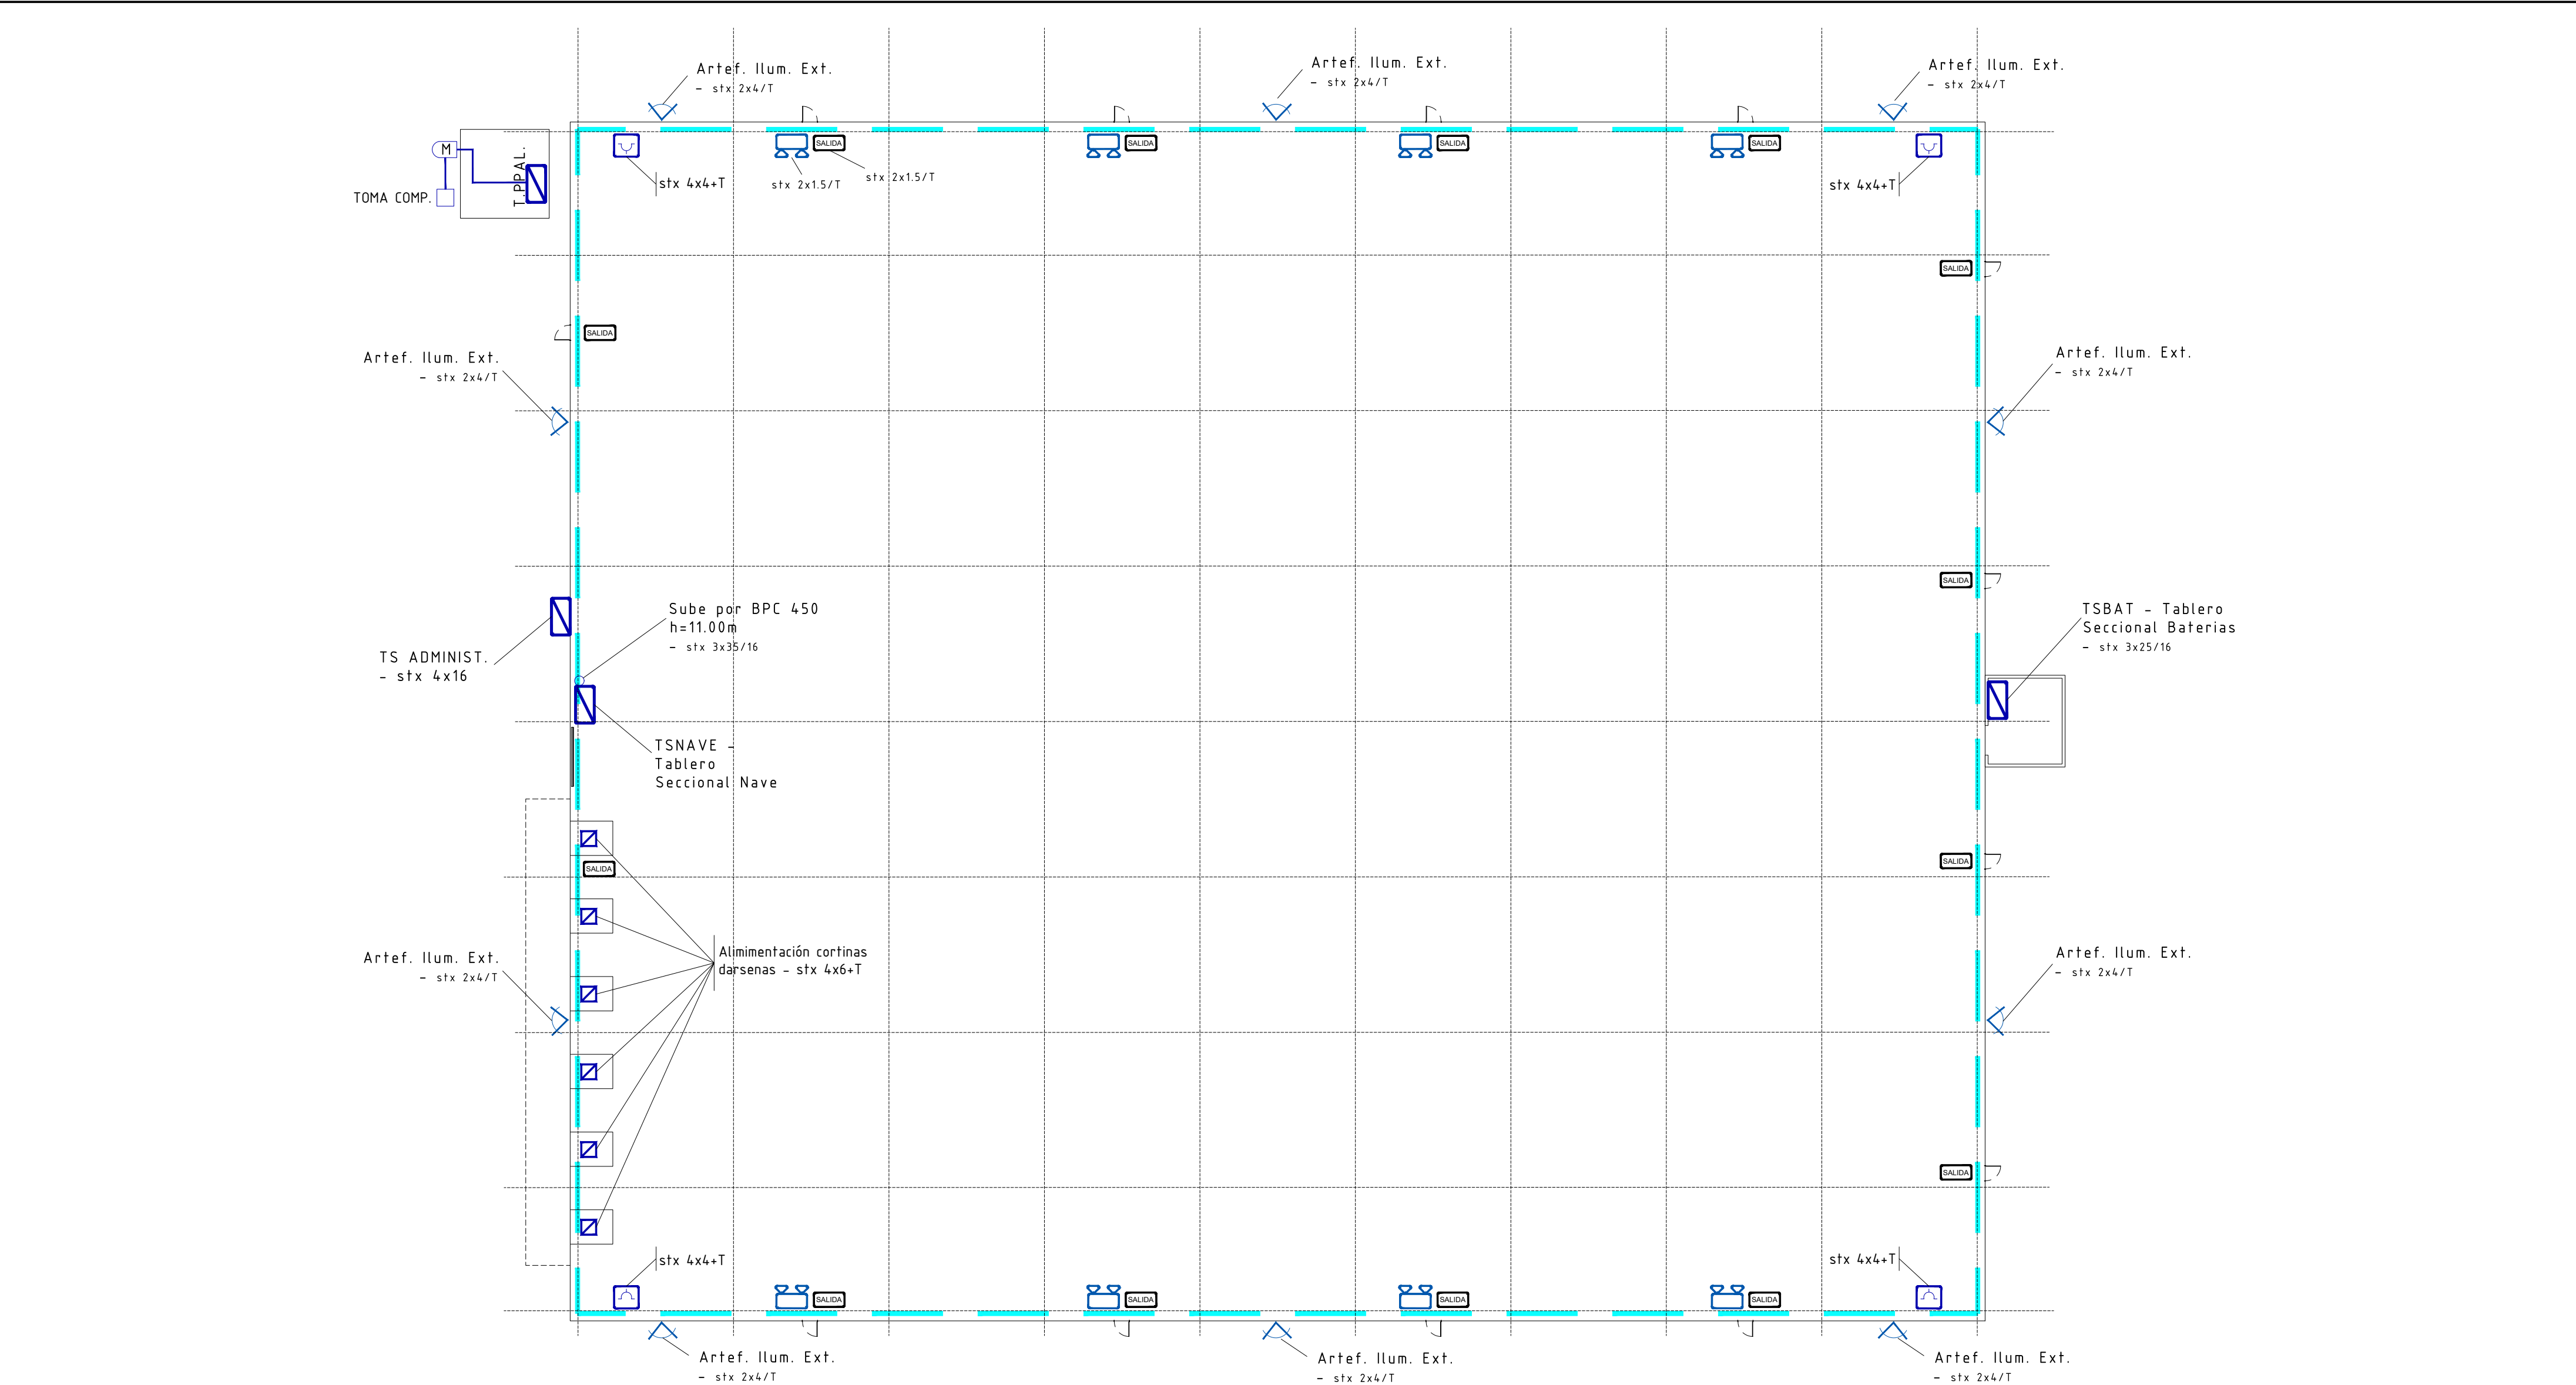 Artef. Ilum. Ext.
- stx 2x4/T
Artef. Ilum. Ext.
- stx 2x4/T
Artef. Ilum. Ext.
- stx 2x4/T
M
T.PPAL.
TOMA COMP.
SALIDA
SALIDA
SALIDA
SALIDA
stx 4x4+T
stx 2x1.5/T
stx 2x1.5/T
stx 4x4+T
SALIDA
SALIDA
Artef. Ilum. Ext.
- stx 2x4/T
Artef. Ilum. Ext.
- stx 2x4/T
SALIDA
Sube por BPC 450
h=11.00m
- stx 3x35/16
TSBAT - Tablero
Seccional Baterias
- stx 3x25/16
TS ADMINIST.
- stx 4x16
TSNAVE -
Tablero
Seccional Nave
SALIDA
SALIDA
Alimimentación cortinas
darsenas - stx 4x6+T
Artef. Ilum. Ext.
- stx 2x4/T
Artef. Ilum. Ext.
- stx 2x4/T
SALIDA
stx 4x4+T
stx 4x4+T
SALIDA
SALIDA
SALIDA
SALIDA
Artef. Ilum. Ext.
- stx 2x4/T
Artef. Ilum. Ext.
- stx 2x4/T
Artef. Ilum. Ext.
- stx 2x4/T